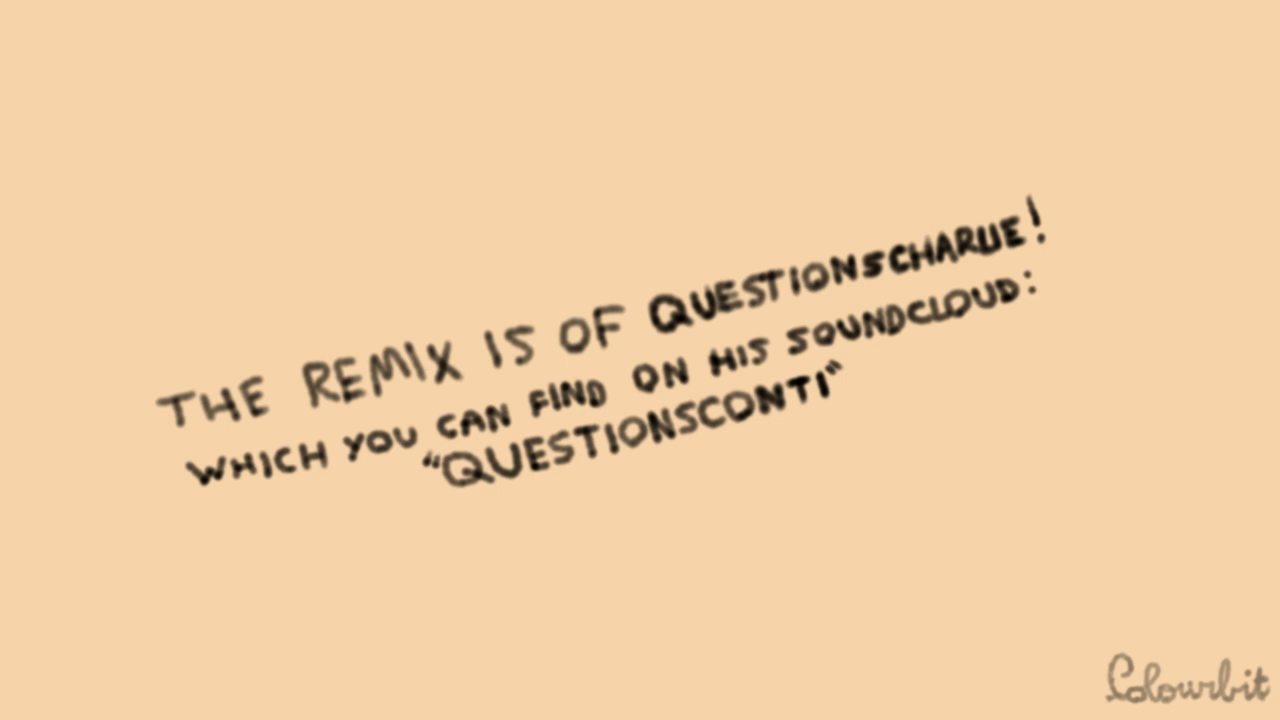 THE REMIX IS OF QUESTIONSCHARLIE!
WHICH YOU CAN FIND ON HIS SOUNDCLOUD:
"QUESTIONSCONTI"
Colourbit